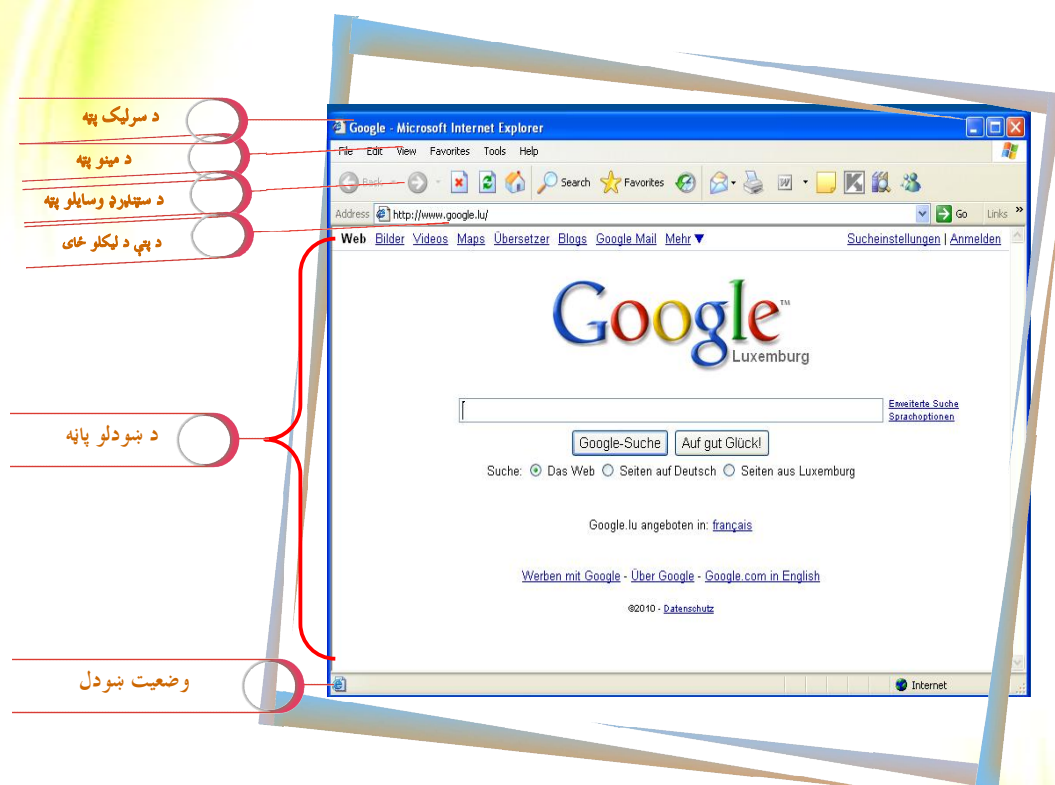 د سرلیک پټه
د مینو پټه
د سټنډرډ وسایلو پټه
د پتې د لیکلو ځای
د ښودلو پاڼه
وضعیت ښودل
Google - Microsoft Internet Explorer
File Edit View Favorites Tools Help
Back Search Favorites
Address http://www.google.lu/ Go Links »
Web Bilder Videos Maps Übersetzer Blogs Google Mail Mehr ▼ Sucheinstellungen | Anmelden
Google™
Luxemburg
Erweiterte Suche
Sprachoptionen
Google-Suche Auf gut Glück!
Suche: Das Web Seiten auf Deutsch Seiten aus Luxemburg
Google.lu angeboten in: français
Werben mit Google - Über Google - Google.com in English
©2010 - Datenschutz
Internet